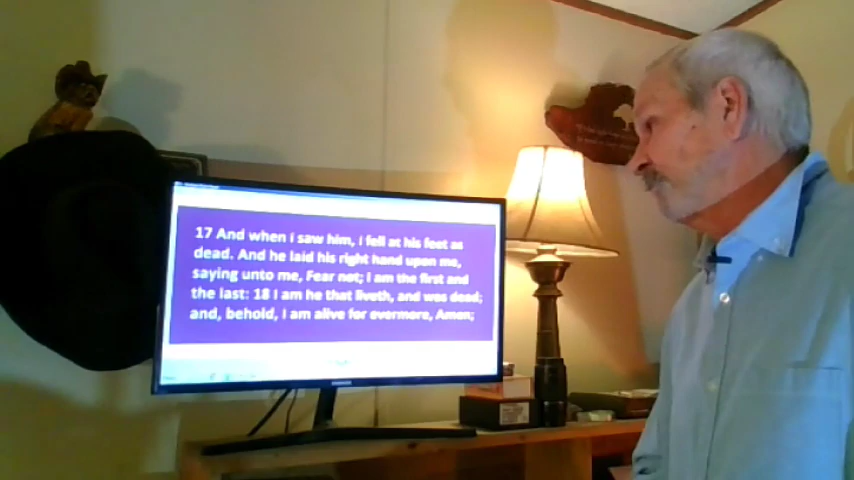 17 And when i saw him, i fell at his feet as
dead. And he laid his right hand upon me,
saying unto me, Fear not; I am the first and
the last: 18 I am he that liveth, and was dead;
and, behold, I am alive for evermore, Amen;
SAMSUNG